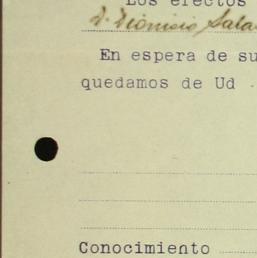 Los efectos
D. Dionisio Sala
En espera de su
quedamos de Ud
Conocimiento